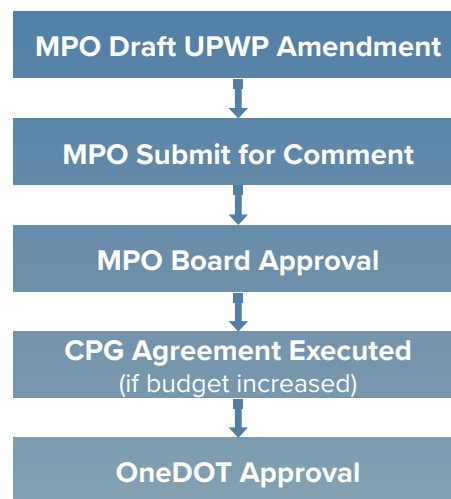 MPO Draft UPWP Amendment
MPO Submit for Comment
MPO Board Approval
CPG Agreement Executed
(if budget increased)
OneDOT Approval